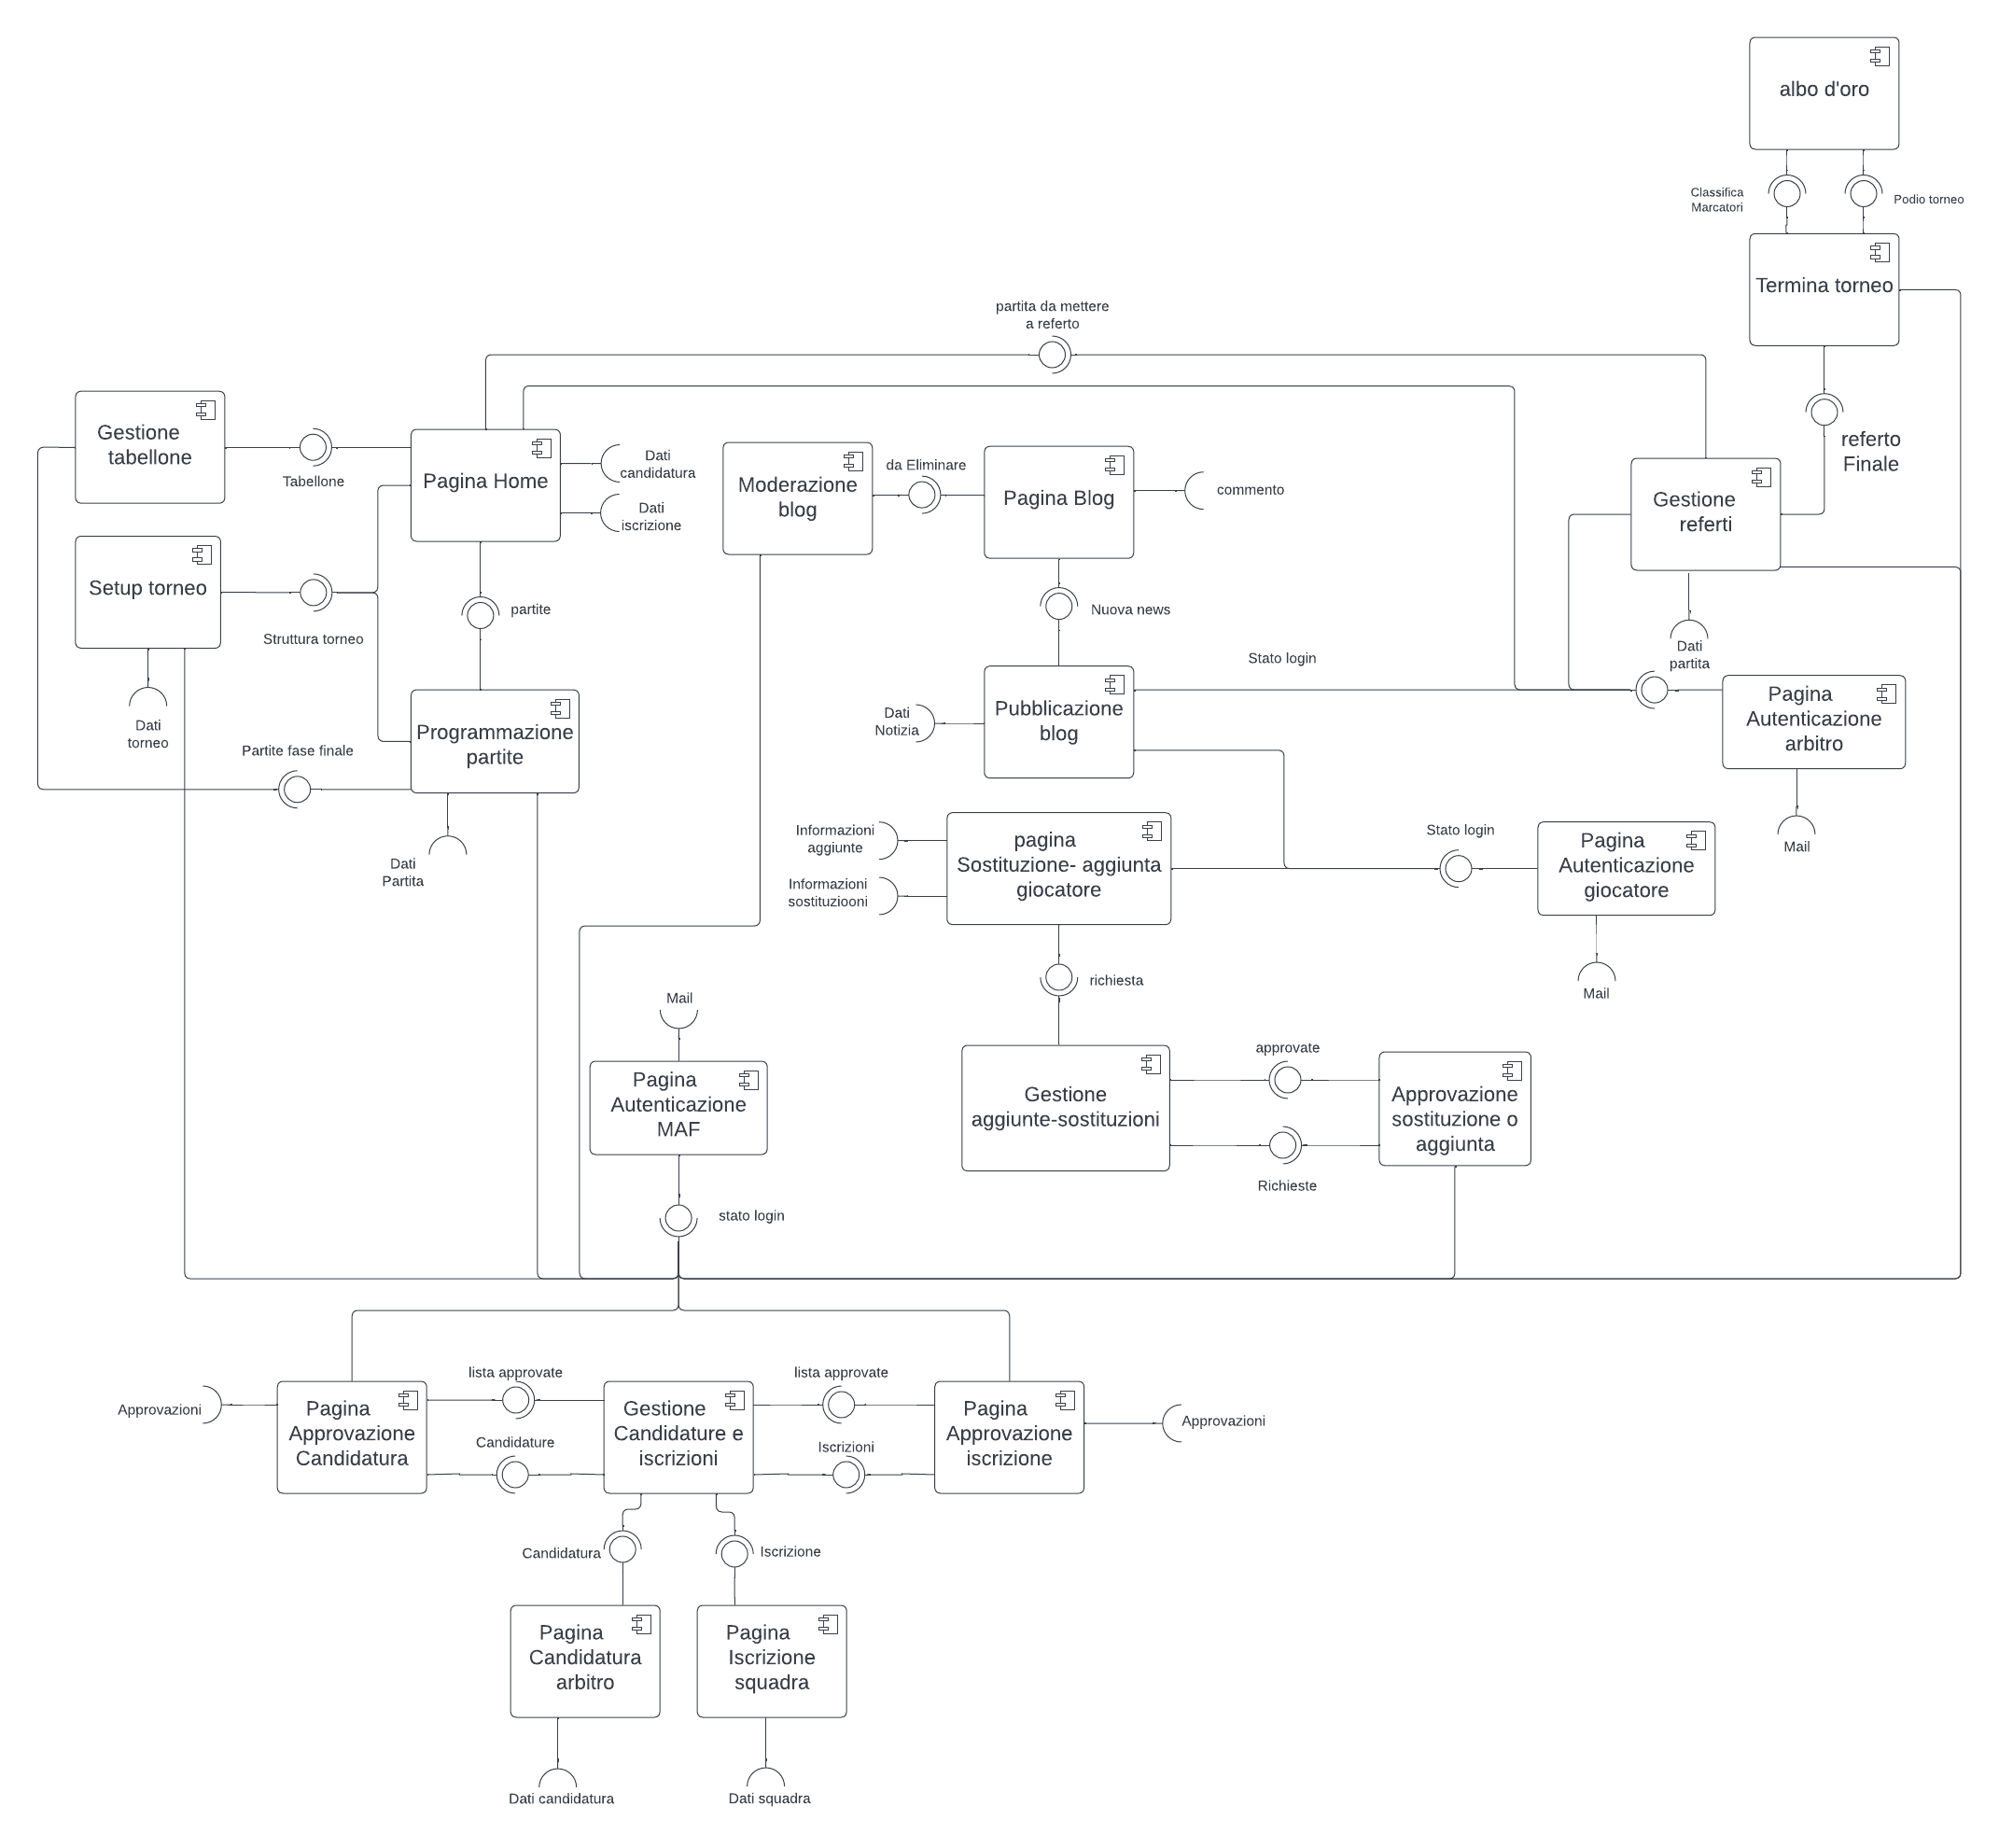 albo d'oro
Classifica
Marcatori
Podio torneo
Termina torneo
partita da mettere
a referto
referto
Finale
Gestione
tabellone
Tabellone
Pagina Home
Dati
candidatura
Dati
iscrizione
Moderazione
blog
da Eliminare
Pagina Blog
commento
Gestione
referti
Setup torneo
Struttura torneo
partite
Nuova news
Dati
partita
Stato login
Dati
torneo
Partite fase finale
Programmazione
partite
Dati
Notizia
Pubblicazione
blog
Pagina
Autenticazione
arbitro
Mail
Dati
Partita
Informazioni
aggiunte
Informazioni
sostituziooni
pagina
Sostituzione- aggiunta
giocatore
Stato login
Pagina
Autenticazione
giocatore
Mail
richiesta
Mail
Pagina
Autenticazione
MAF
stato login
Gestione
aggiunte-sostituzioni
approvate
Richieste
Approvazione
sostituzione o
aggiunta
Approvazioni
Pagina
Approvazione
Candidatura
lista approvate
Candidature
Gestione
Candidature e
iscrizioni
lista approvate
Iscrizioni
Pagina
Approvazione
iscrizione
Approvazioni
Candidatura
Iscrizione
Pagina
Candidatura
arbitro
Pagina
Iscrizione
squadra
Dati candidatura
Dati squadra